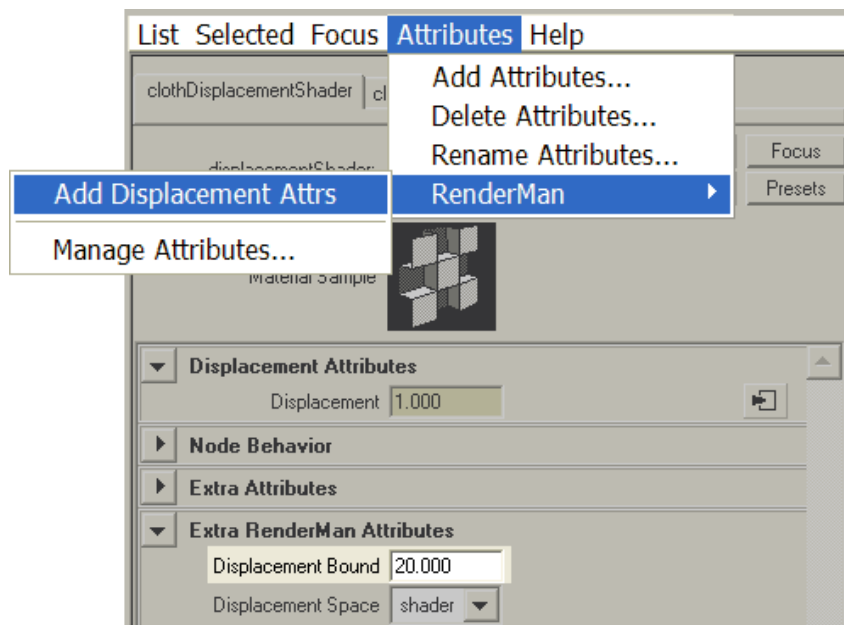 List Selected Focus Attributes Help
clothDisplacementShader cl
Add Attributes...
Delete Attributes...
Rename Attributes...
Focus
displacementShader:
Add Displacement Attrs
RenderMan
Presets
Manage Attributes...
Material Sample
Displacement Attributes
Displacement 1.000
Node Behavior
Extra Attributes
Extra RenderMan Attributes
Displacement Bound 20.000
Displacement Space shader